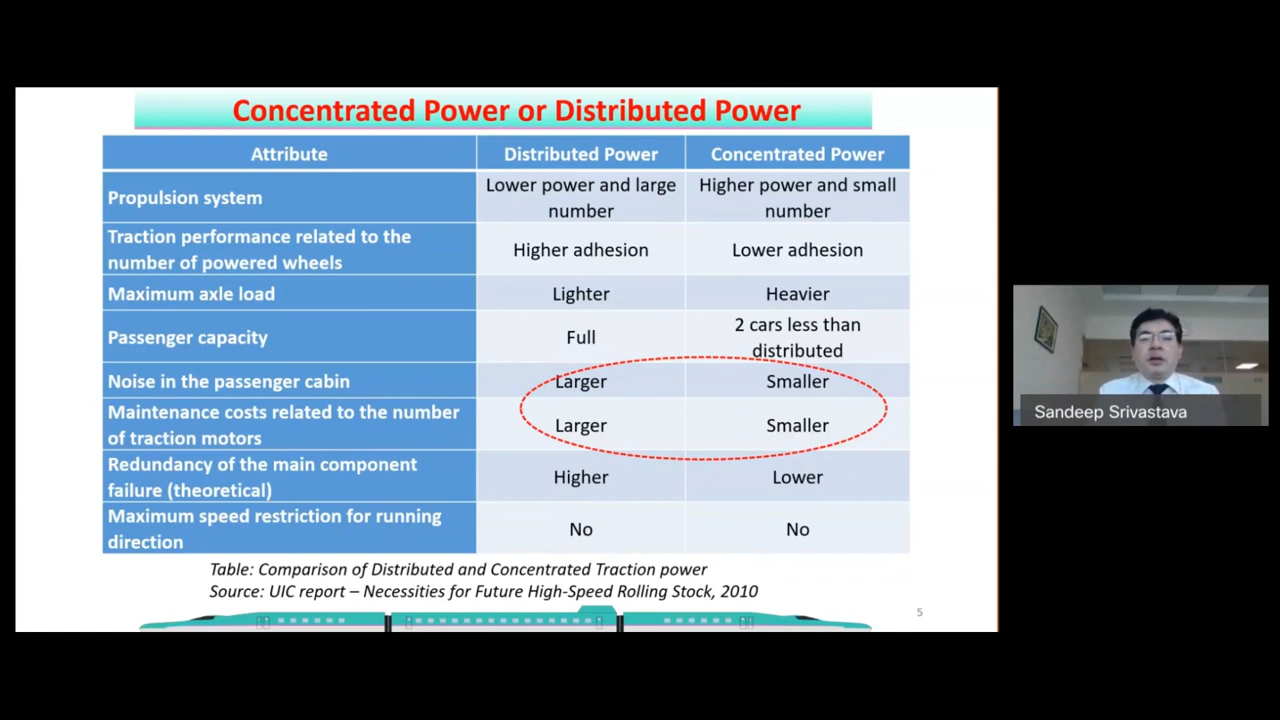 Concentrated Power or Distributed Power
Attribute
Distributed Power
Concentrated Power
Propulsion system
Lower power and large
number
Higher power and small
number
Traction performance related to the
number of powered wheels
Higher adhesion
Lower adhesion
Maximum axle load
Lighter
Heavier
Passenger capacity
Full
2 cars less than
distributed
Noise in the passenger cabin
Larger
Smaller
Maintenance costs related to the number
of traction motors
Larger
Smaller
Redundancy of the main component
failure (theoretical)
Higher
Lower
Maximum speed restriction for running
direction
No
No
Table: Comparison of Distributed and Concentrated Traction power
Source: UIC report – Necessities for Future High-Speed Rolling Stock, 2010
5
Sandeep Srivastava